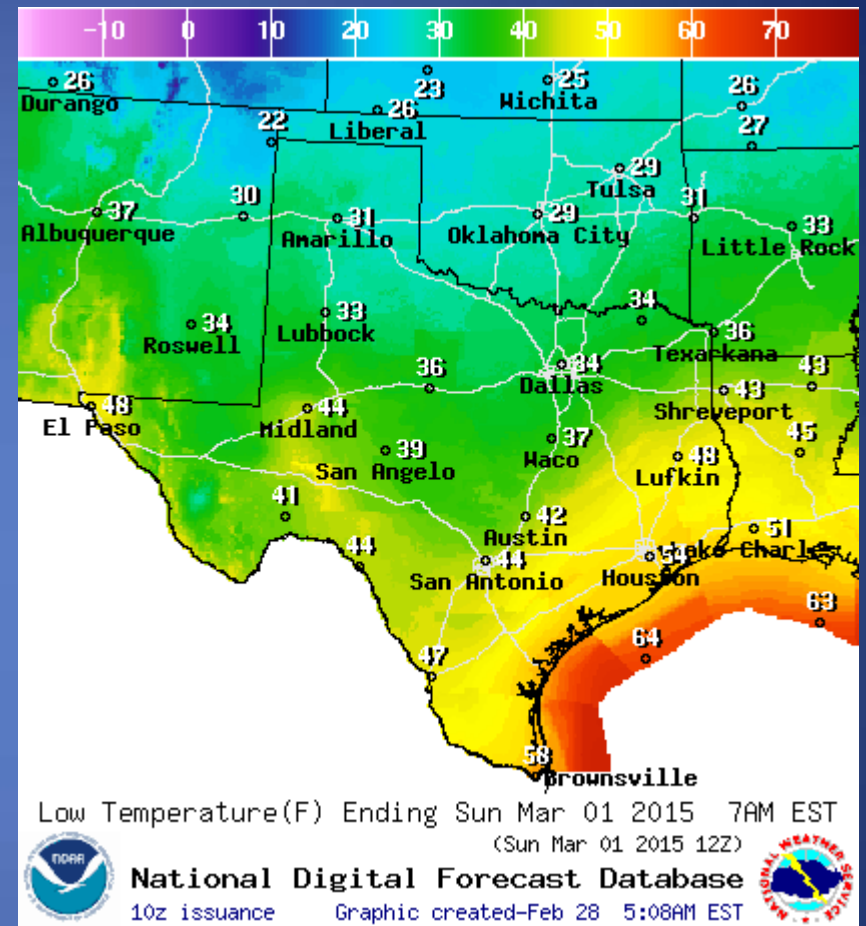 -10 0 10 20 30 40 50 60 70
26 Durango
23
25 Wichita
26
26 Liberal
22
27
29 Tulsa
37 Albuquerque
30
31 Amarillo
29 Oklahoma City
31
33 Little Rock
34 Roswell
33 Lubbock
34
36 Texarkana
36
34 Dallas
43 Shreveport
43
48 El Paso
44 Midland
39 San Angelo
37 Waco
48 Lufkin
45
41
42 Austin
51
44
44 San Antonio
54 Houston
Lake Charles
63
64
47
58 Brownsville
Low Temperature(F) Ending Sun Mar 01 2015 7AM EST
(Sun Mar 01 2015 12Z)
NOAA
National Digital Forecast Database
10z issuance Graphic created-Feb 28 5:08AM EST
NATIONAL WEATHER SERVICE